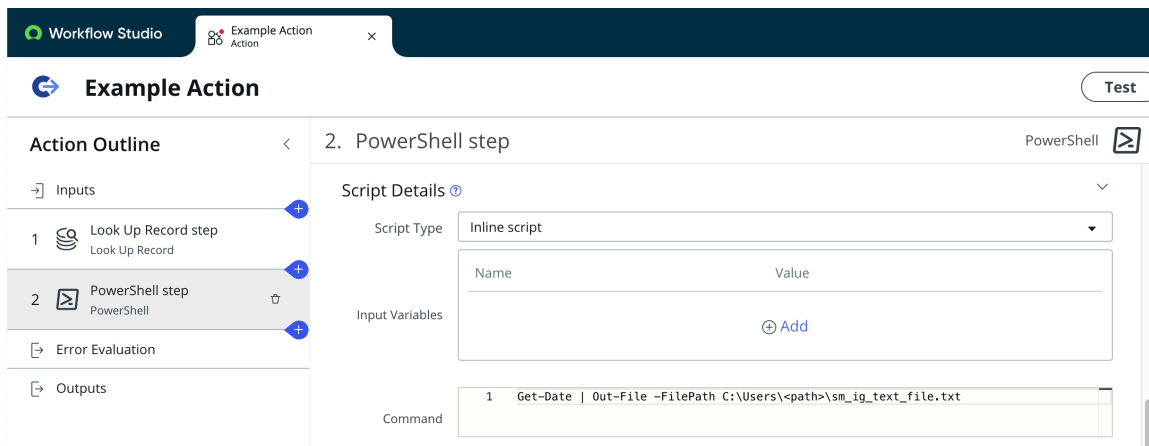 Workflow Studio
Example Action
Action
Example Action
Test
Action Outline
2. PowerShell step
PowerShell
Inputs
Script Details
Script Type
Inline script
1
Look Up Record step
Look Up Record
Name Value
2
PowerShell step
PowerShell
Input Variables
Add
Error Evaluation
Outputs
Command
1 Get-Date | Out-File -FilePath C:\Users\<path>\sm_ig_text_file.txt